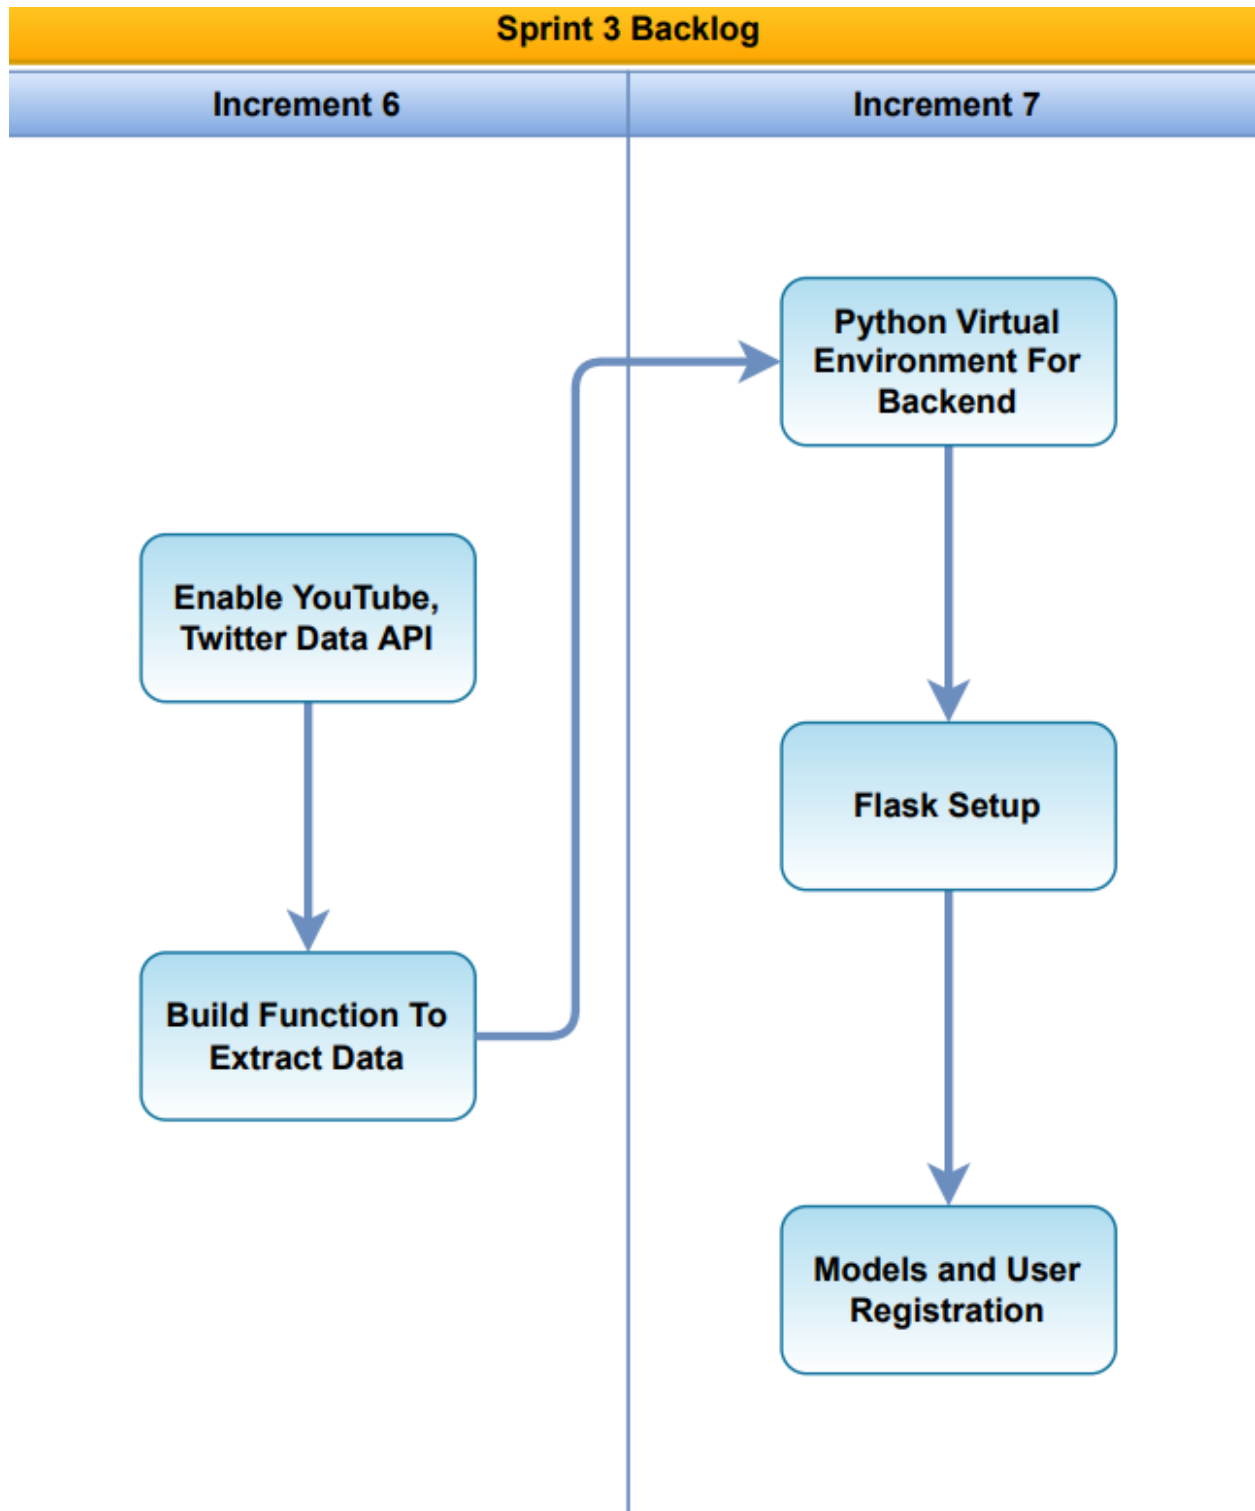 Sprint 3 Backlog
Increment 6
Increment 7
Enable YouTube,
Twitter Data API
Build Function To
Extract Data
Python Virtual
Environment For
Backend
Flask Setup
Models and User
Registration